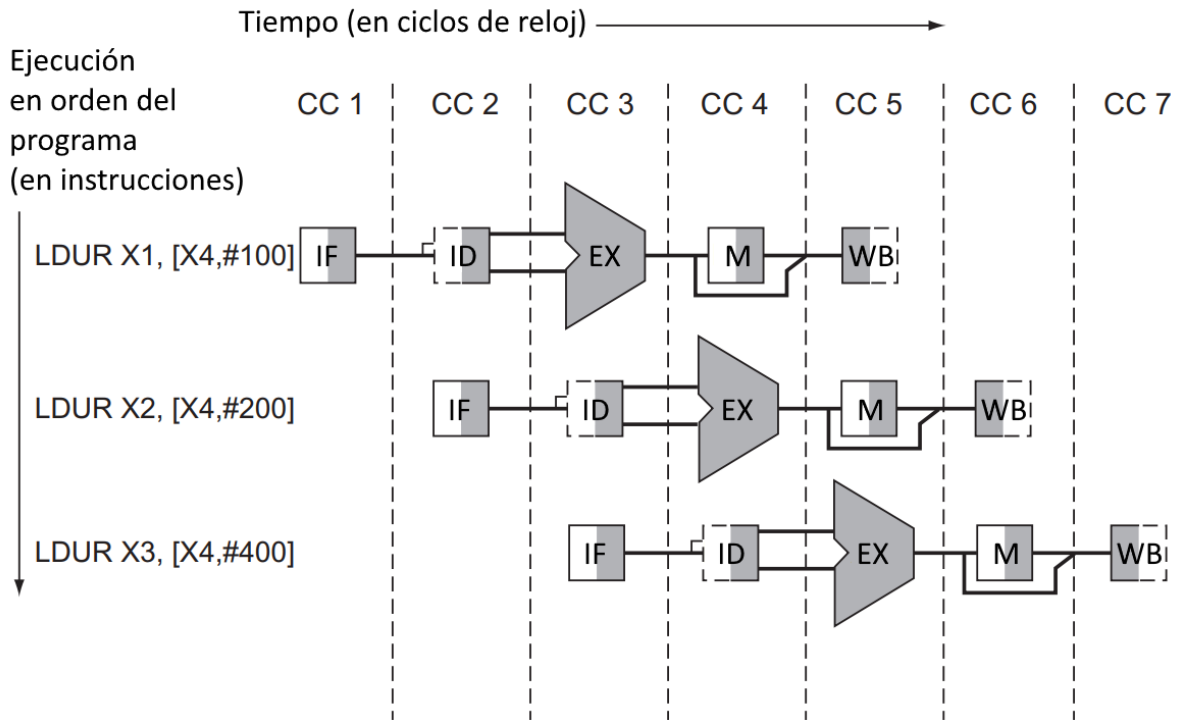 Tiempo (en ciclos de reloj)
Ejecución
en orden del
programa
(en instrucciones)
CC 1 CC 2 CC 3 CC 4 CC 5 CC 6 CC 7
LDUR X1, [X4,#100] IF ID EX M WB
LDUR X2, [X4,#200] IF ID EX M WB
LDUR X3, [X4,#400] IF ID EX M WB